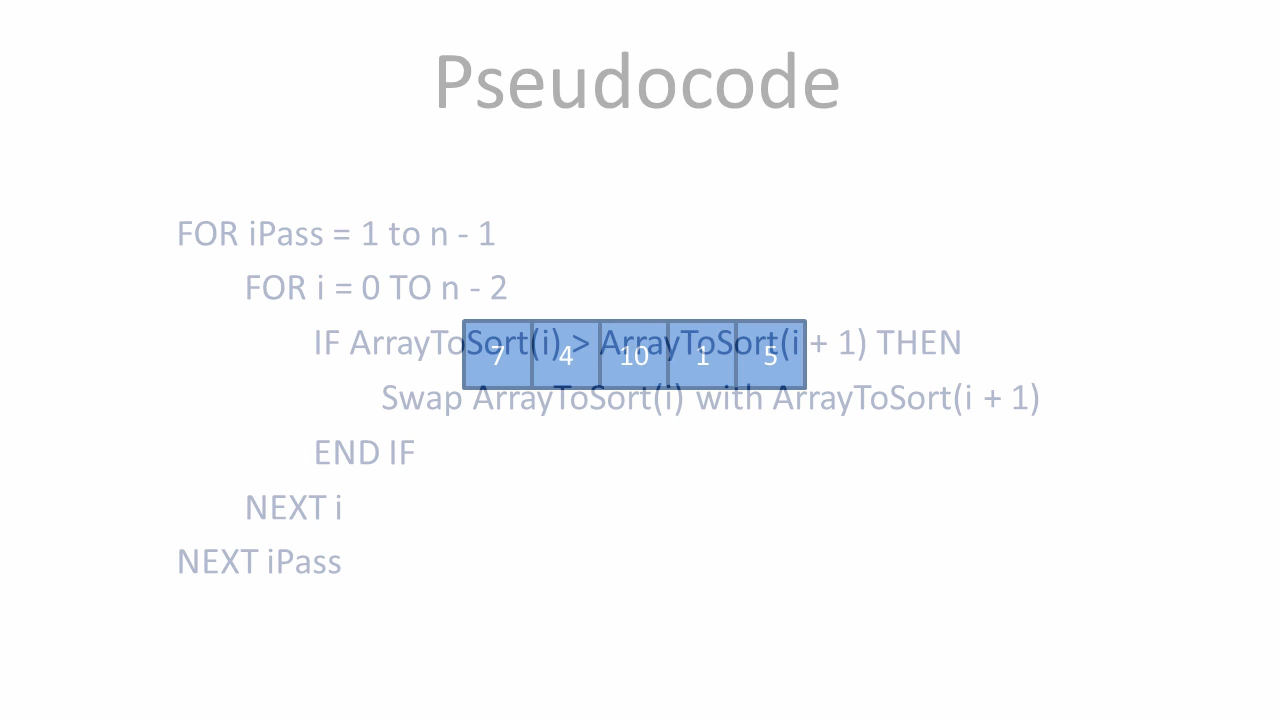 Pseudocode
FOR iPass = 1 to n - 1
FOR i = 0 TO n - 2
IF ArrayToSort(i) > ArrayToSort(i + 1) THEN
7 4 10 1 5
Swap ArrayToSort(i) with ArrayToSort(i + 1)
END IF
NEXT i
NEXT iPass